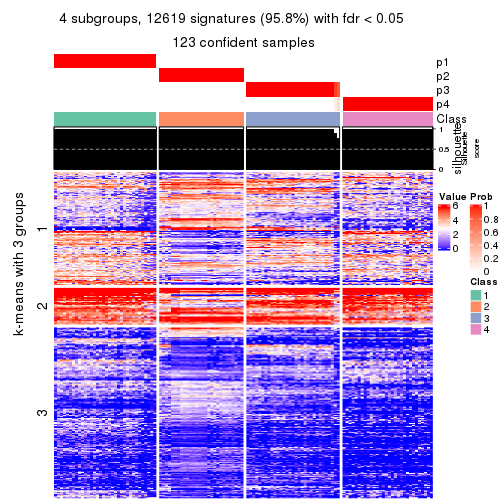 4 subgroups, 12619 signatures (95.8%) with fdr < 0.05
123 confident samples
p1
p2
p3
p4
Class
silhouette
Silhouette
score
1
0.5
0
k-means with 3 groups
1
2
3
Value
6
4
2
0
Prob
1
0.8
0.6
0.4
0.2
0
Class
1
2
3
4